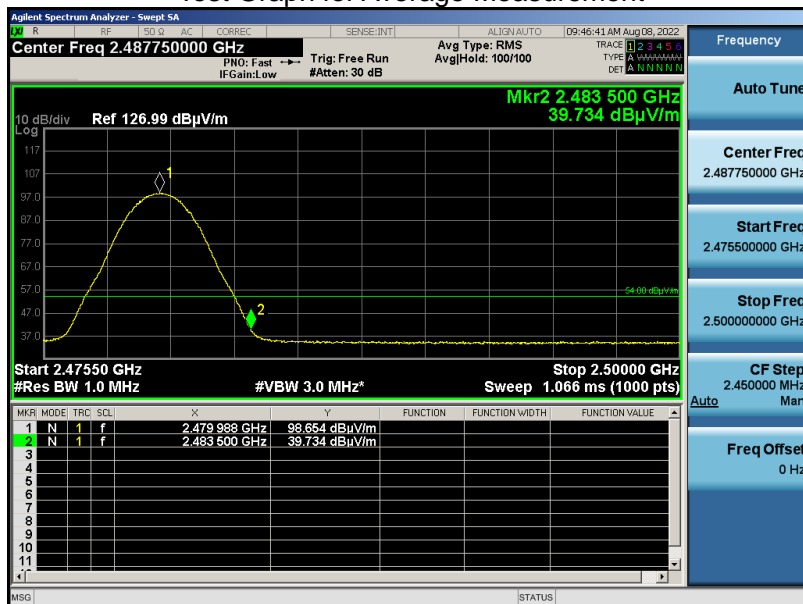 Agilent Spectrum Analyzer - Swept SA
LXI R RF 50 Ω AC CORREC SENSE:INT ALIGN AUTO 09:46:41 AM Aug 08, 2022
Center Freq 2.487750000 GHz Avg Type: RMS TRACE 1 2 3 4 5 6
PNO: Fast Trig: Free Run Avg|Hold: 100/100 TYPE A WWWWW
IFGain:Low #Atten: 30 dB DET A N N N N N
Mkr2 2.483 500 GHz
39.734 dBµV/m
10 dB/div Ref 126.99 dBµV/m
Log
117
107
97.0
87.0
77.0
67.0
57.0
47.0
37.0
1
2
54.00 dBµV/m
Start 2.47550 GHz Stop 2.50000 GHz
#Res BW 1.0 MHz #VBW 3.0 MHz* Sweep 1.066 ms (1000 pts)
MKR MODE TRC SCL X Y FUNCTION FUNCTION WIDTH FUNCTION VALUE
1 N 1 f 2.479 988 GHz 98.654 dBµV/m
2 N 1 f 2.483 500 GHz 39.734 dBµV/m
3
4
5
6
7
8
9
10
11
MSG STATUS
Frequency
Auto Tune
Center Freq
2.487750000 GHz
Start Freq
2.475500000 GHz
Stop Freq
2.500000000 GHz
CF Step
2.450000 MHz
Auto Man
Freq Offset
0 Hz